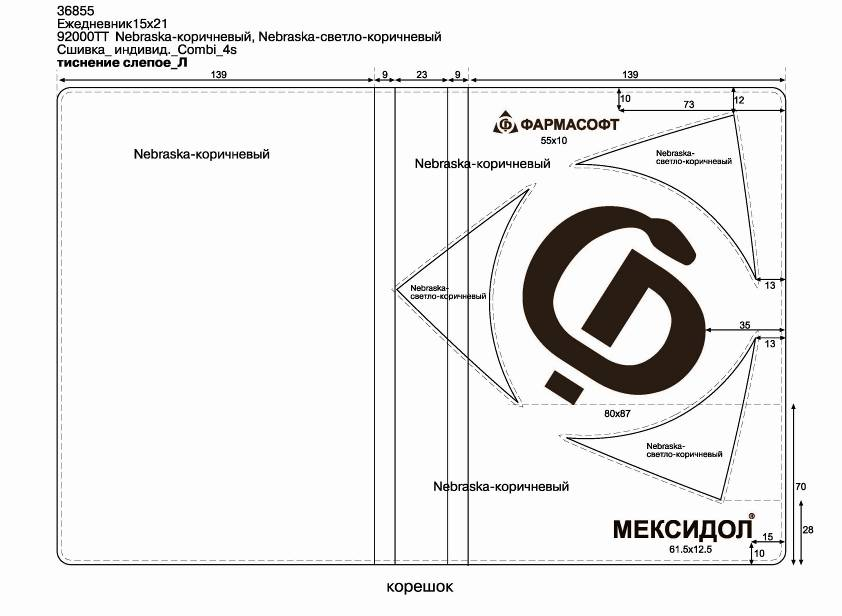 36855
Ежедневник15x21
92000ТТ Nebraska-коричневый, Nebraska-светло-коричневый
Сшивка_ индивид._Combi_4s
тиснение слепое_Л
139
9
23
9
139
10
73
12
ФАРМАСОФТ
55x10
Nebraska-коричневый
Nebraska-коричневый
Nebraska-
светло-коричневый
13
Nebraska-
светло-коричневый
35
13
80x87
Nebraska-
светло-коричневый
Nebraska-коричневый
70
28
МЕКСИДОЛ®
61.5x12.5
15
10
корешок